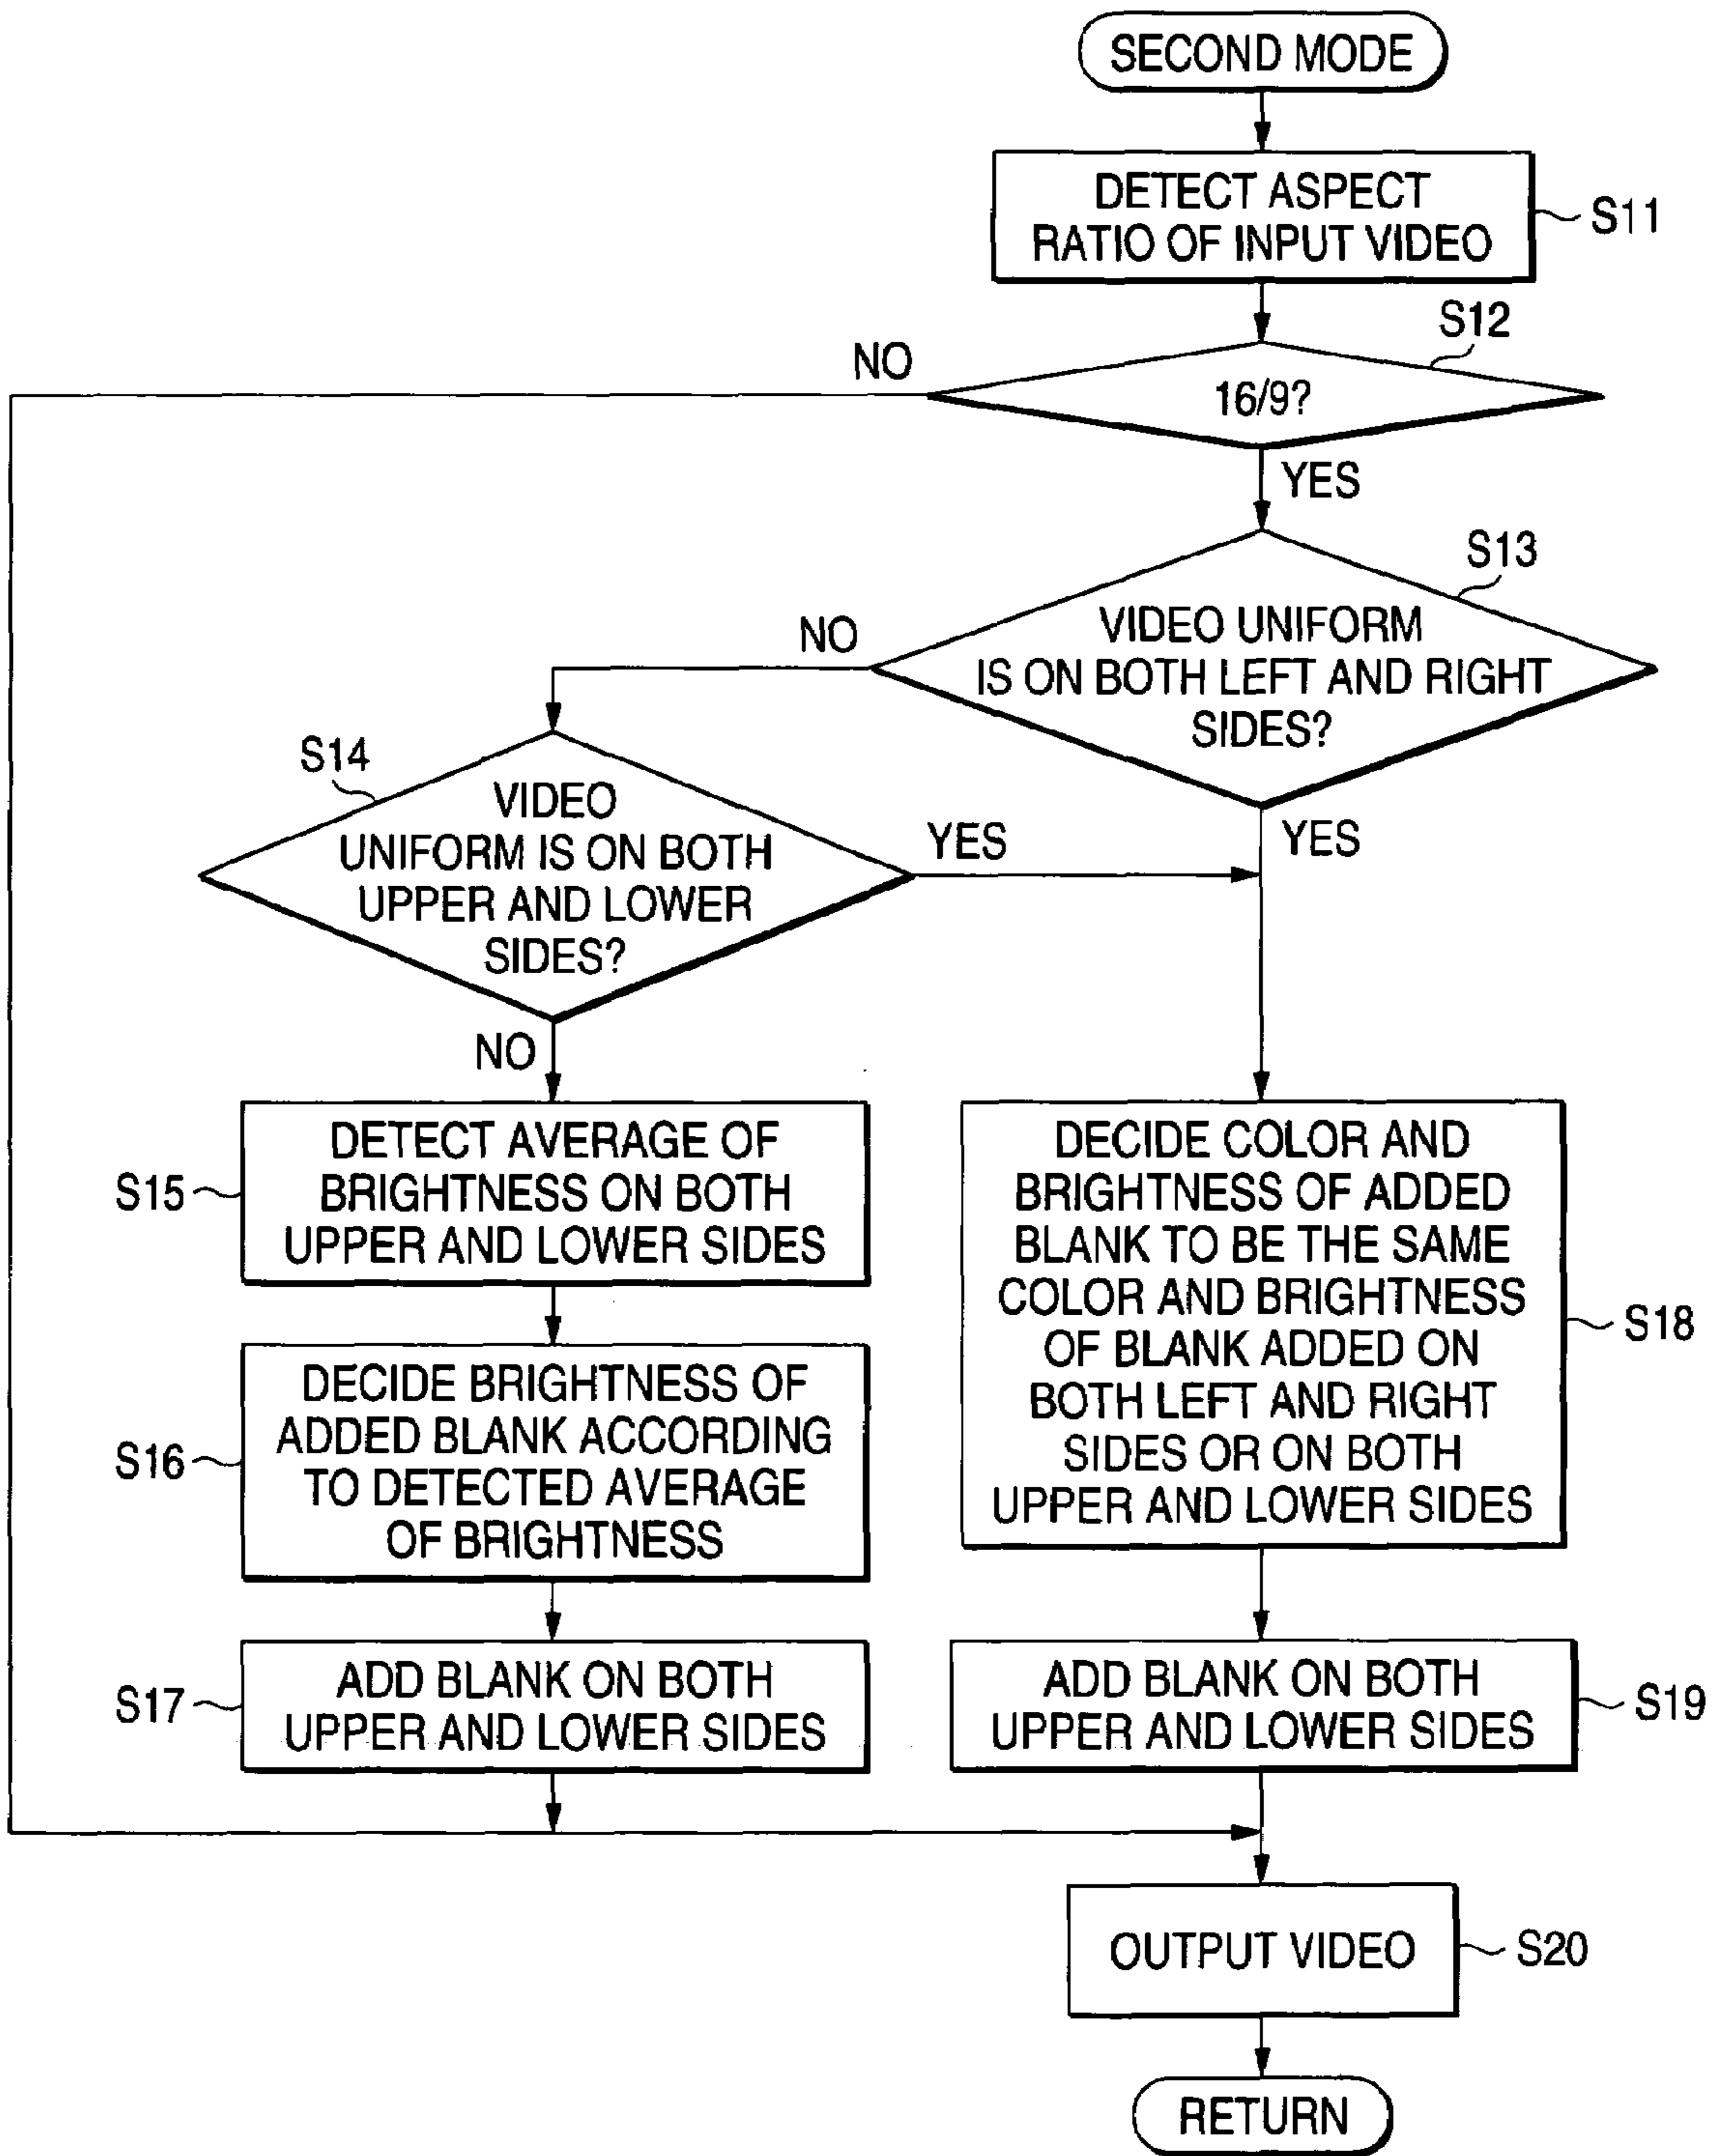 SECOND MODE
DETECT ASPECT
RATIO OF INPUT VIDEO
S11
S12
NO
16/9?
YES
S13
NO
VIDEO UNIFORM
IS ON BOTH LEFT AND RIGHT
SIDES?
S14
VIDEO
UNIFORM IS ON BOTH
UPPER AND LOWER
SIDES?
YES
YES
NO
S15
DETECT AVERAGE OF
BRIGHTNESS ON BOTH
UPPER AND LOWER SIDES
DECIDE COLOR AND
BRIGHTNESS OF ADDED
BLANK TO BE THE SAME
COLOR AND BRIGHTNESS
OF BLANK ADDED ON
BOTH LEFT AND RIGHT
SIDES OR ON BOTH
UPPER AND LOWER SIDES
S18
S16
DECIDE BRIGHTNESS OF
ADDED BLANK ACCORDING
TO DETECTED AVERAGE
OF BRIGHTNESS
S17
ADD BLANK ON BOTH
UPPER AND LOWER SIDES
ADD BLANK ON BOTH
UPPER AND LOWER SIDES
S19
OUTPUT VIDEO
S20
RETURN